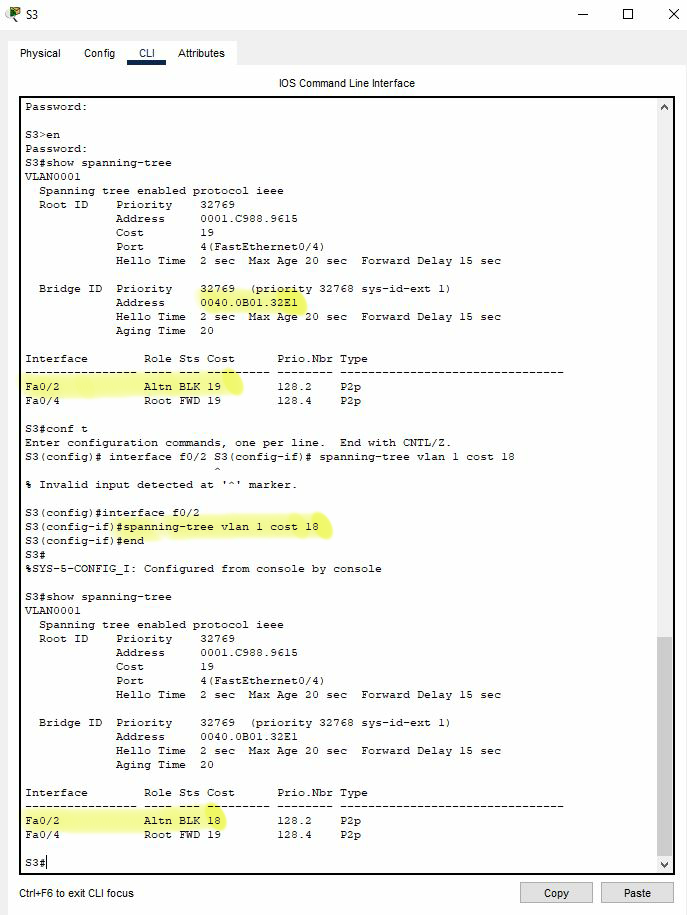 S3
Physical Config CLI Attributes
IOS Command Line Interface
Password:
S3>en
Password:
S3#show spanning-tree
VLAN0001
Spanning tree enabled protocol ieee
Root ID Priority 32769
Address 0001.C988.9615
Cost 19
Port 4(FastEthernet0/4)
Hello Time 2 sec Max Age 20 sec Forward Delay 15 sec
Bridge ID Priority 32769 (priority 32768 sys-id-ext 1)
Address 0040.0B01.32E1
Hello Time 2 sec Max Age 20 sec Forward Delay 15 sec
Aging Time 20
Interface Role Sts Cost Prio.Nbr Type
---------------- ---- --- --------- -------- --------------------------------
Fa0/2 Altn BLK 19 128.2 P2p
Fa0/4 Root FWD 19 128.4 P2p
S3#conf t
Enter configuration commands, one per line. End with CNTL/Z.
S3(config)# interface f0/2 S3(config-if)# spanning-tree vlan 1 cost 18
^
% Invalid input detected at '^' marker.
S3(config)#interface f0/2
S3(config-if)#spanning-tree vlan 1 cost 18
S3(config-if)#end
S3#
%SYS-5-CONFIG_I: Configured from console by console
S3#show spanning-tree
VLAN0001
Spanning tree enabled protocol ieee
Root ID Priority 32769
Address 0001.C988.9615
Cost 19
Port 4(FastEthernet0/4)
Hello Time 2 sec Max Age 20 sec Forward Delay 15 sec
Bridge ID Priority 32769 (priority 32768 sys-id-ext 1)
Address 0040.0B01.32E1
Hello Time 2 sec Max Age 20 sec Forward Delay 15 sec
Aging Time 20
Interface Role Sts Cost Prio.Nbr Type
---------------- ---- --- --------- -------- --------------------------------
Fa0/2 Altn BLK 18 128.2 P2p
Fa0/4 Root FWD 19 128.4 P2p
S3#
Ctrl+F6 to exit CLI focus
Copy Paste